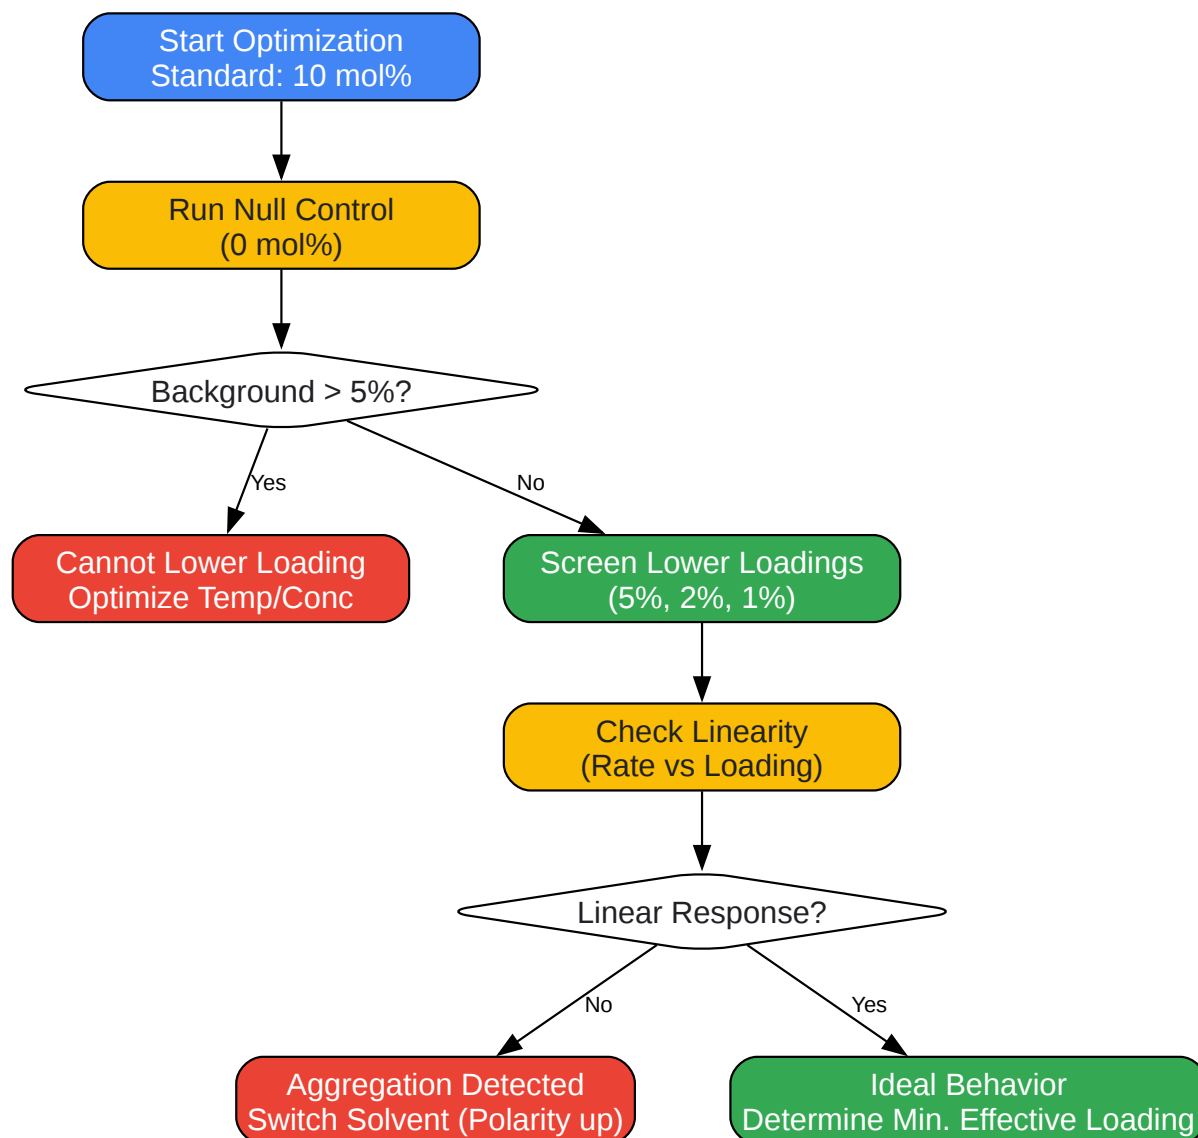 Start Optimization
Standard: 10 mol%
Run Null Control
(0 mol%)
Background > 5%?
Yes
No
Cannot Lower Loading
Optimize Temp/Conc
Screen Lower Loadings
(5%, 2%, 1%)
Check Linearity
(Rate vs Loading)
Linear Response?
No
Yes
Aggregation Detected
Switch Solvent (Polarity up)
Ideal Behavior
Determine Min. Effective Loading